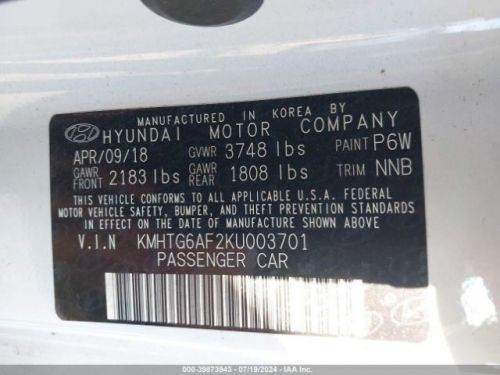 MANUFACTURED IN KOREA BY
HYUNDAI MOTOR COMPANY
APR/09/18 GVWR 3748 lbs PAINT P6W
GAWR FRONT 2183 lbs GAWR REAR 1808 lbs TRIM NNB
THIS VEHICLE CONFORMS TO ALL APPLICABLE U.S.A. FEDERAL
MOTOR VEHICLE SAFETY, BUMPER, AND THEFT PREVENTION STANDARDS
IN EFFECT ON THE DATE OF MANUFACTURE SHOWN ABOVE
V.I.N KMHTG6AF2KU003701
PASSENGER CAR
000-39873943 | 07/19/2024 | IAA, Inc.